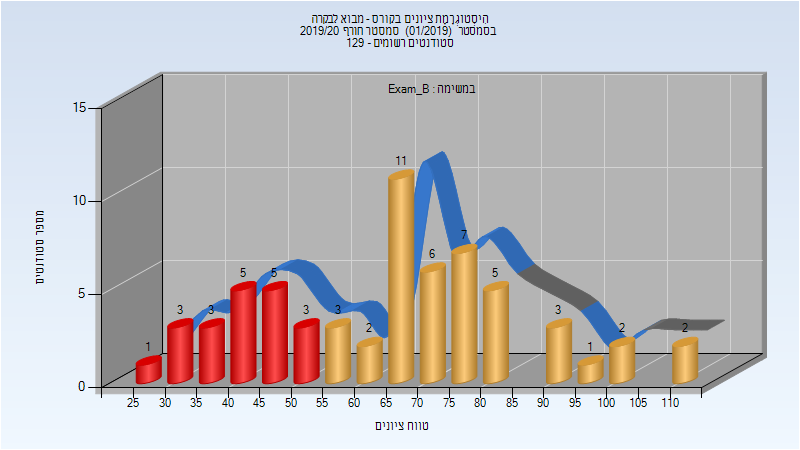 היסטוגרמת ציונים בקורס - מבוא לבקרה
בסמסטר (01/2019) סמסטר חורף 2019/20
סטודנטים רשומים - 129
במשימה : Exam_B
מספר סטודנטים
15
10
5
0
1
3
3
5
5
3
3
2
11
6
7
5
3
1
2
2
25 30 35 40 45 50 55 60 65 70 75 80 85 90 95 100 105 110
טווח ציונים